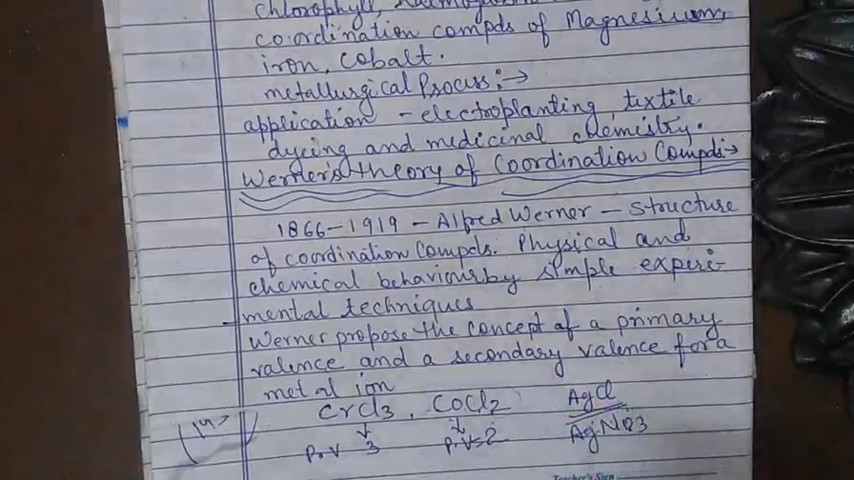 chlorophyll, Haemoglobin
co-ordination compds of Magnesium,
iron, Cobalt.
metallurgical Process :→
application - electroplanting, textile
dyeing and medicinal chemistry.
Werner's theory of Coordination Compds:→
1866-1919 - Alfred Werner - Structure
of coordination Compds. Physical and
chemical behaviour by simple experi-
mental techniques
Werner propose the concept of a primary
valence and a secondary valence for a
metal ion
CrCl3, COCl2 AgCl
P.V 3 P.V=2 AgNO3
Teacher's Sign